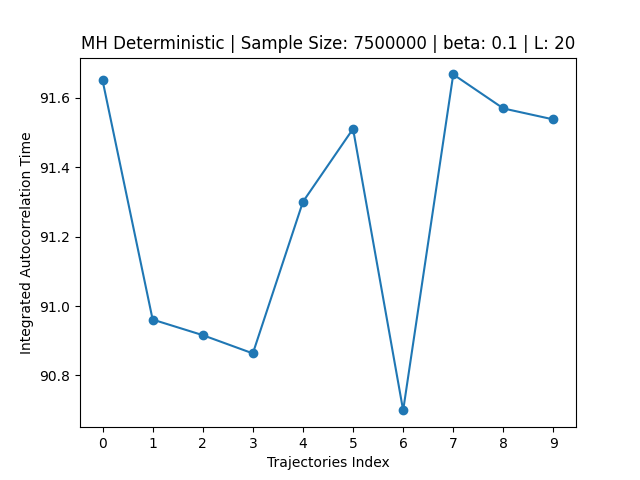 MH Deterministic | Sample Size: 7500000 | beta: 0.1 | L: 20
Integrated Autocorrelation Time
91.6
91.4
91.2
91.0
90.8
0 1 2 3 4 5 6 7 8 9
Trajectories Index